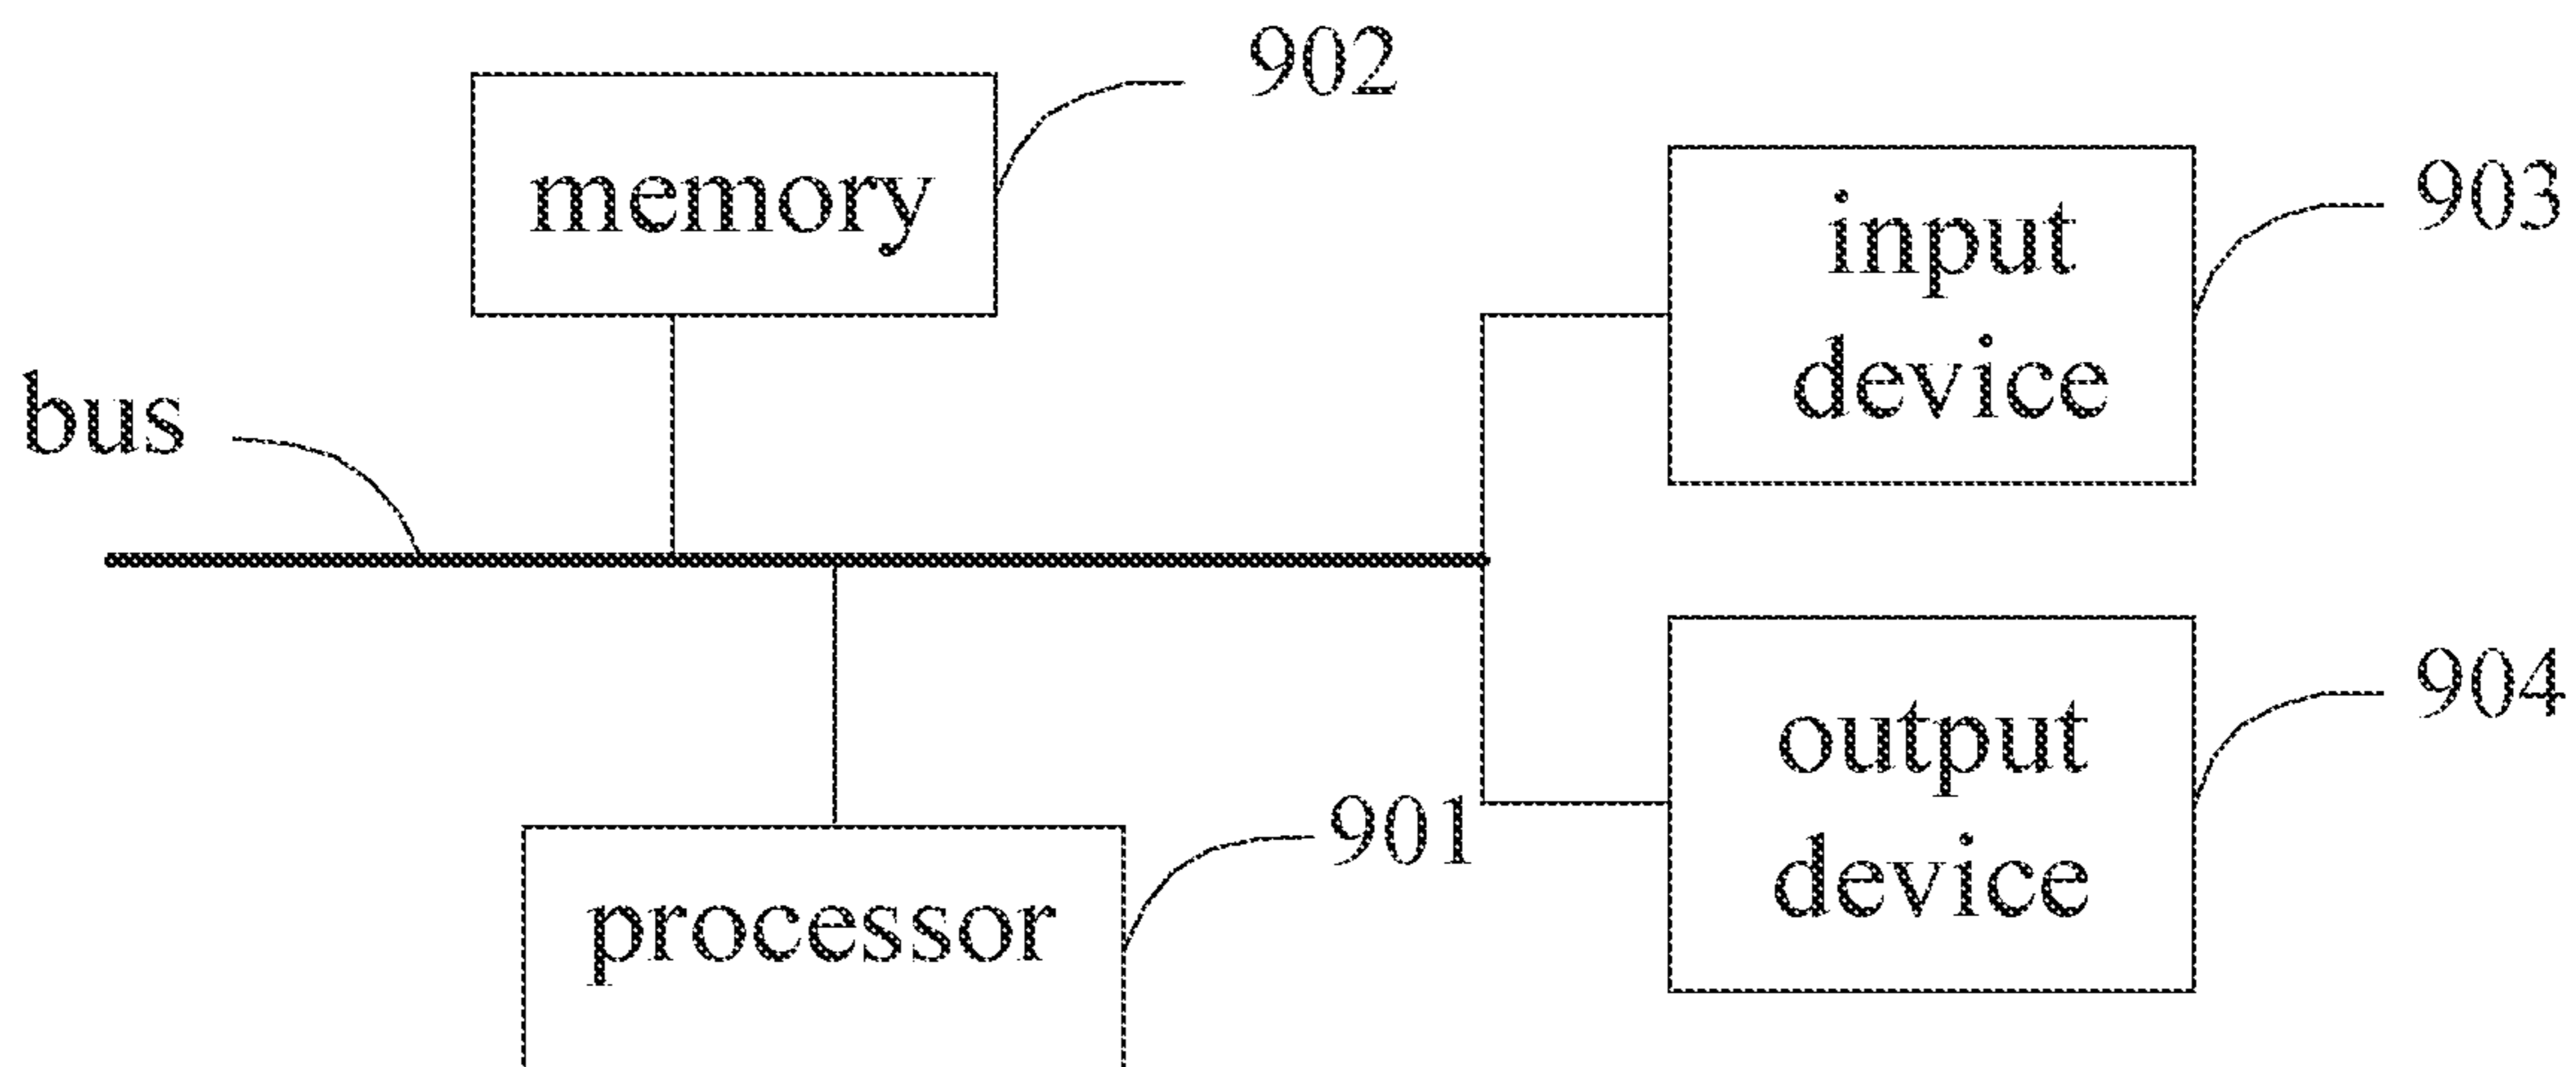 902
memory
903
input
device
bus
904
output
device
901
processor